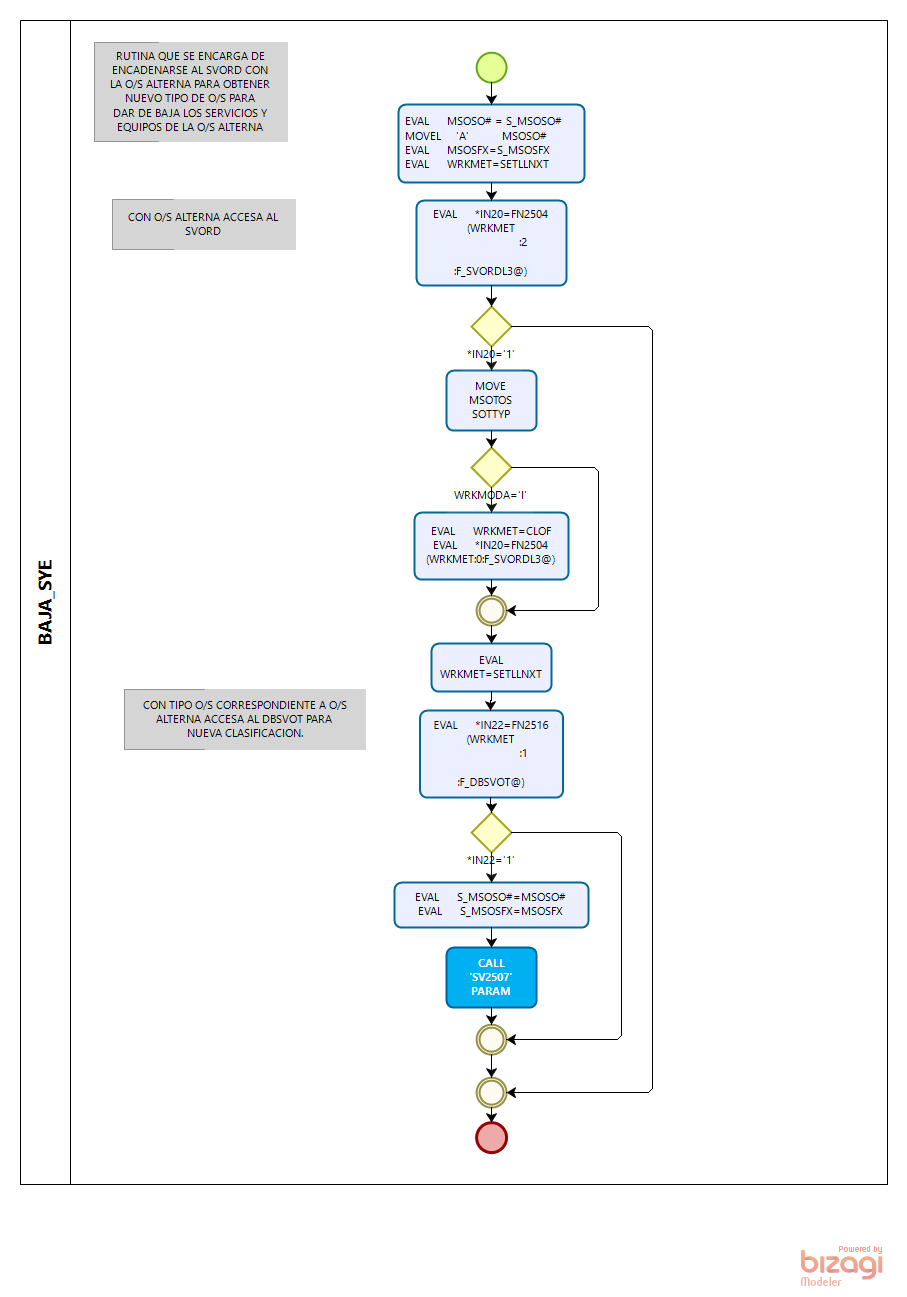 RUTINA QUE SE ENCARGA DE
ENCADENARSE AL SVORD CON
LA O/S ALTERNA PARA OBTENER
NUEVO TIPO DE O/S PARA
DAR DE BAJA LOS SERVICIOS Y
EQUIPOS DE LA O/S ALTERNA
EVAL MSOSO# = S_MSOSO#
MOVEL 'A' MSOSO#
EVAL MSOSFX=S_MSOSFX
EVAL WRKMET=SETLLNXT
CON O/S ALTERNA ACCESA AL
SVORD
EVAL *IN20=FN2504
(WRKMET
:2
:F_SVORDL3@)
*IN20='1'
MOVE
MSOTOS
SOTTYP
WRKMODA='I'
EVAL WRKMET=CLOF
EVAL *IN20=FN2504
(WRKMET:0:F_SVORDL3@)
BAJA_SYE
EVAL
WRKMET=SETLLNXT
CON TIPO O/S CORRESPONDIENTE A O/S
ALTERNA ACCESA AL DBSVOT PARA
NUEVA CLASIFICACION.
EVAL *IN22=FN2516
(WRKMET
:1
:F_DBSVOT@)
*IN22='1'
EVAL S_MSOSO#=MSOSO#
EVAL S_MSOSFX=MSOSFX
CALL
'SV2507'
PARAM
Powered by
bizagi
Modeler